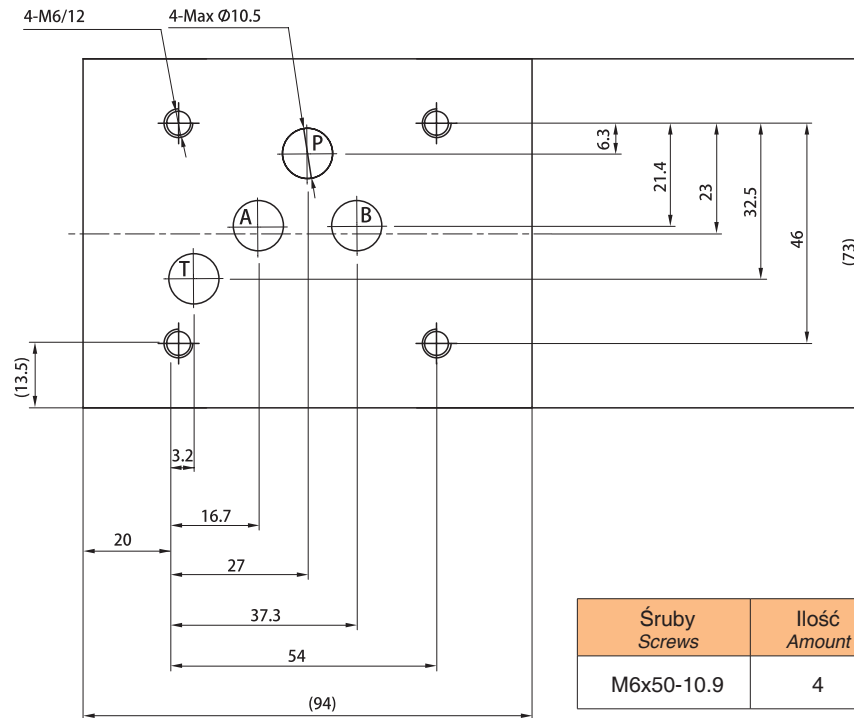 4-M6/12
4-Max Ø10.5
P
A
B
T
6.3
21.4
23
32.5
46
(73)
(13.5)
3.2
16.7
20
27
37.3
54
(94)
Śruby
Screws
Ilość
Amount
M6x50-10.9
4